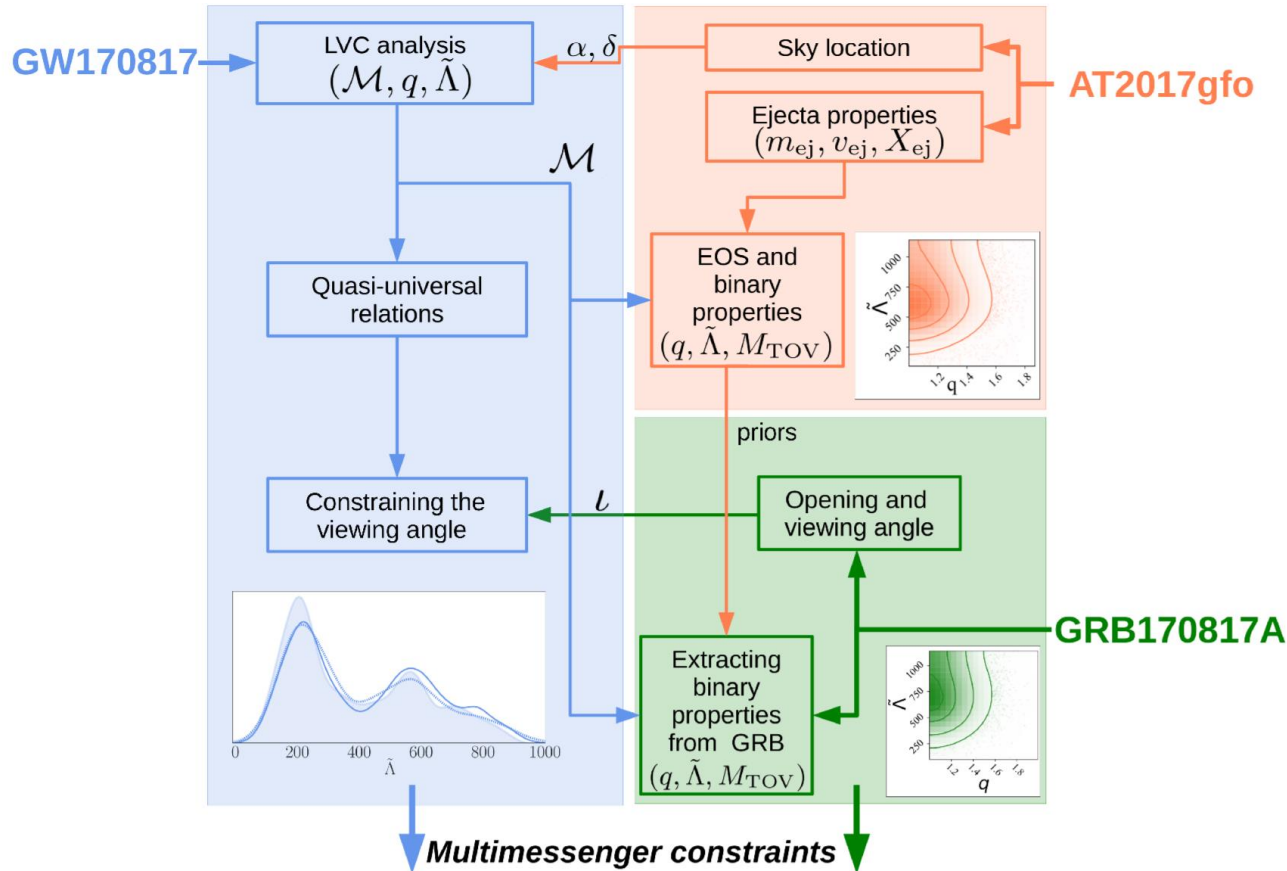 GW170817
LVC analysis
(ℳ, q, Λ̃)
α, δ
Sky location
AT2017gfo
Ejecta properties
(m_ej, v_ej, X_ej)
ℳ
Quasi-universal
relations
EOS and
binary
properties
(q, Λ̃, M_TOV)
Λ̃
1000
750
500
250
1.2
1.4
1.6
1.8
q
priors
Constraining the
viewing angle
ι
Opening and
viewing angle
GRB170817A
Extracting
binary
properties
from GRB
(q, Λ̃, M_TOV)
Λ̃
1000
750
500
250
1.2
1.4
1.6
1.8
q
0
200
400
600
800
1000
Λ̃
Multimessenger constraints